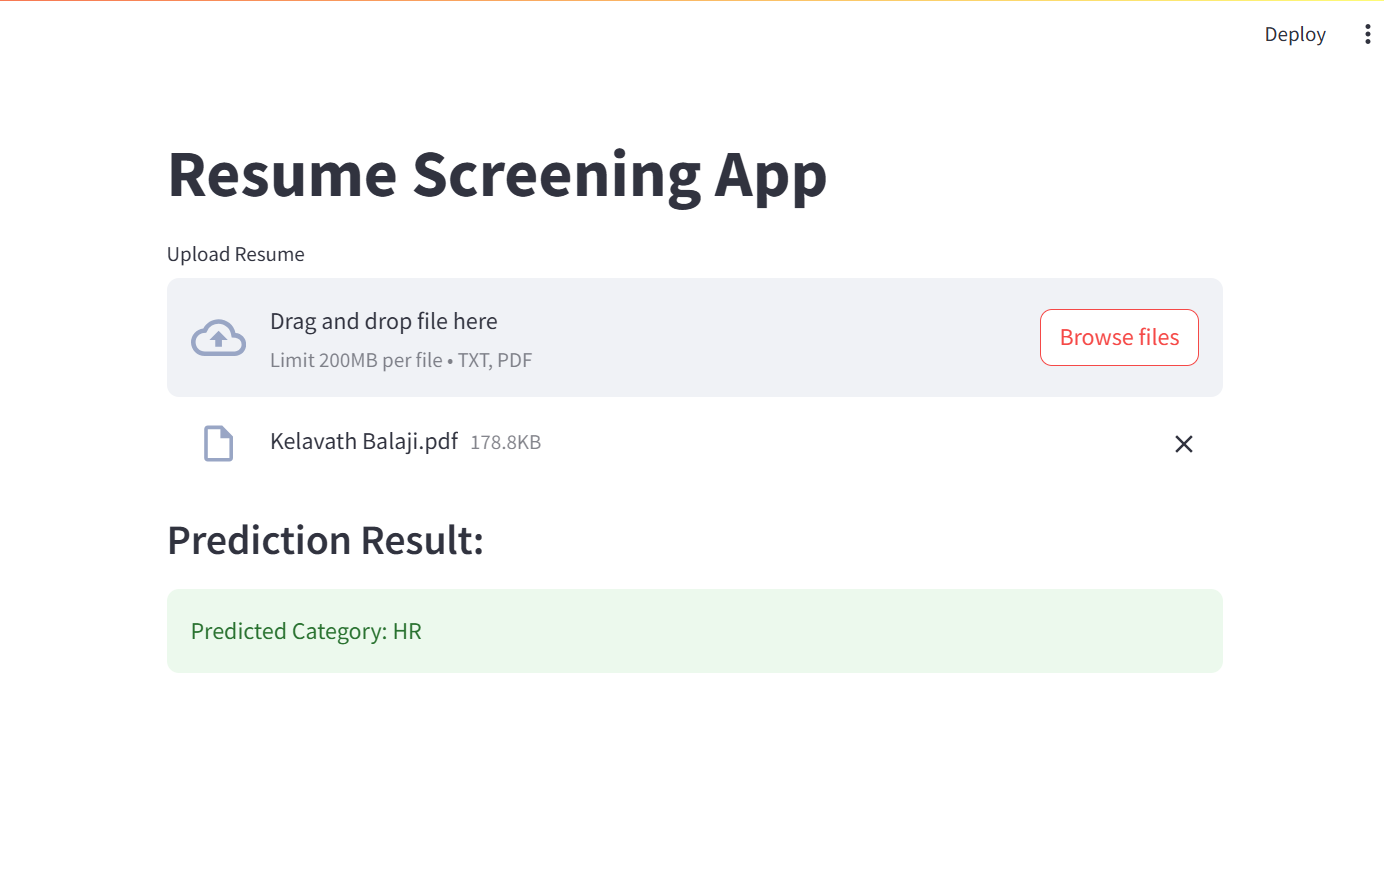 Deploy
Resume Screening App
Upload Resume
Drag and drop file here
Limit 200MB per file • TXT, PDF
Browse files
Kelavath Balaji.pdf 178.8KB
Prediction Result:
Predicted Category: HR